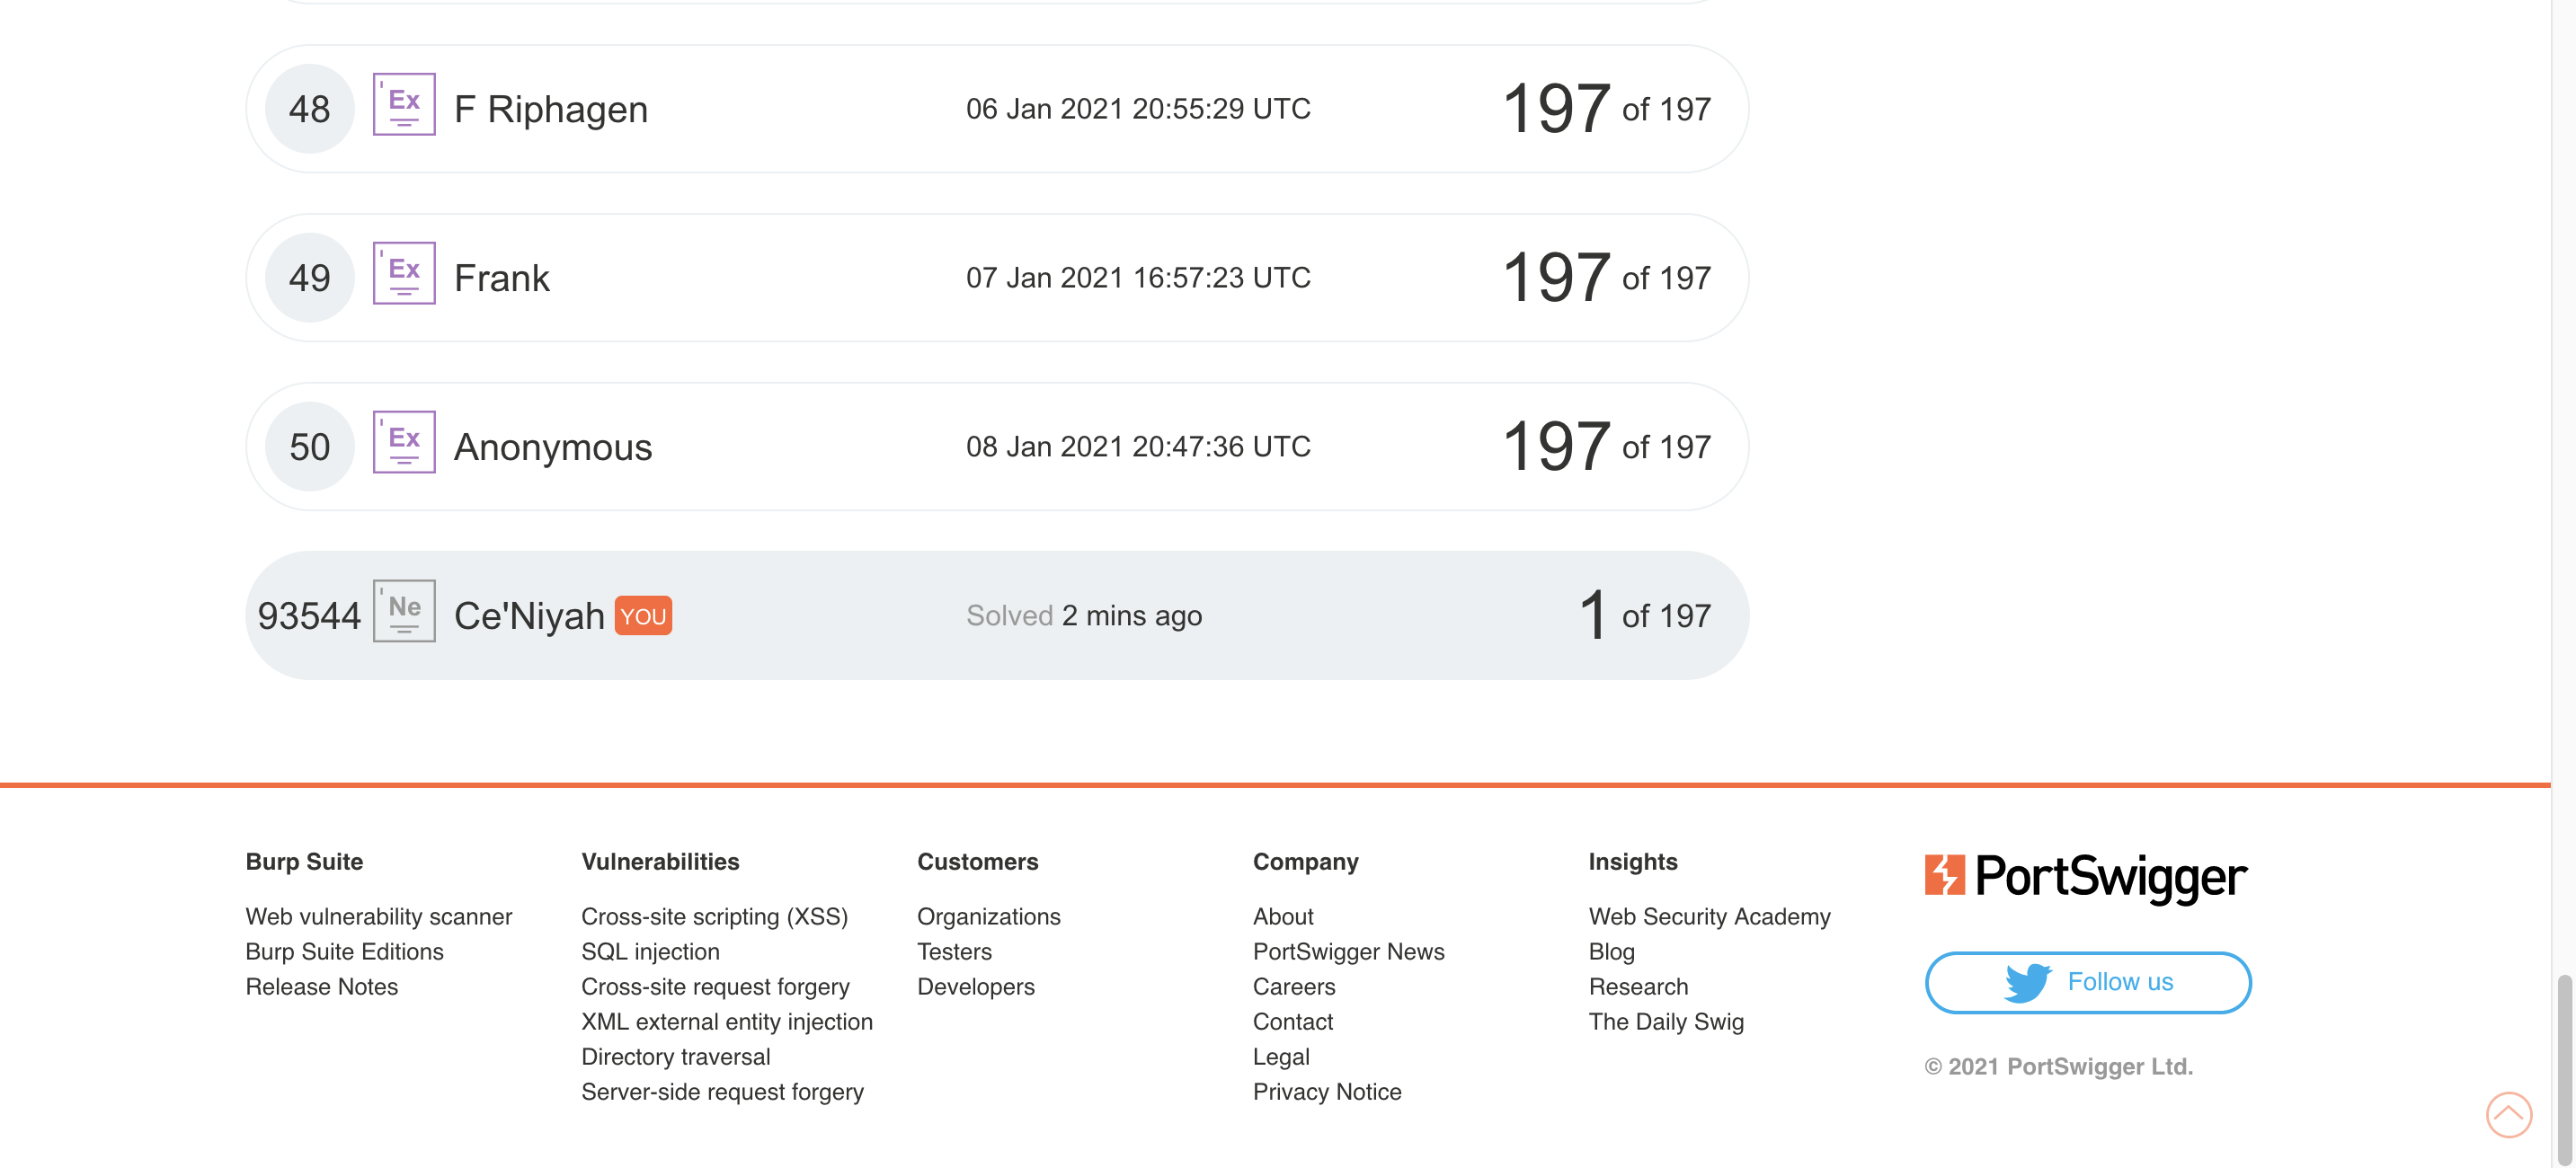 48 'Ex F Riphagen 06 Jan 2021 20:55:29 UTC 197 of 197
49 'Ex Frank 07 Jan 2021 16:57:23 UTC 197 of 197
50 'Ex Anonymous 08 Jan 2021 20:47:36 UTC 197 of 197
93544 'Ne Ce'Niyah YOU Solved 2 mins ago 1 of 197
Burp Suite
Web vulnerability scanner
Burp Suite Editions
Release Notes
Vulnerabilities
Cross-site scripting (XSS)
SQL injection
Cross-site request forgery
XML external entity injection
Directory traversal
Server-side request forgery
Customers
Organizations
Testers
Developers
Company
About
PortSwigger News
Careers
Contact
Legal
Privacy Notice
Insights
Web Security Academy
Blog
Research
The Daily Swig
PortSwigger
Follow us
© 2021 PortSwigger Ltd.